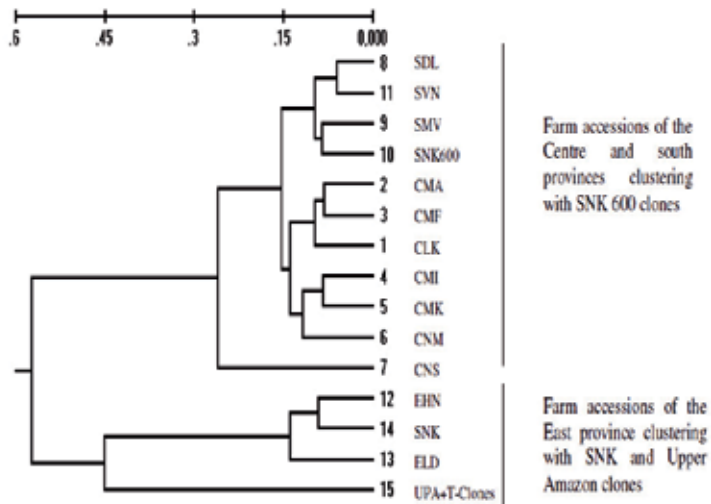 .6 .45 .3 .15 0,000
8 SDL
11 SVN
9 SMV
10 SNK600
2 CMA
3 CMF
1 CLK
4 CMI
5 CMK
6 CNM
7 CNS
12 EHN
14 SNK
13 ELD
15 UPA+T-Clones
Farm accessions of the
Centre and south
provinces clustering
with SNK 600 clones
Farm accessions of the
East province clustering
with SNK and Upper
Amazon clones